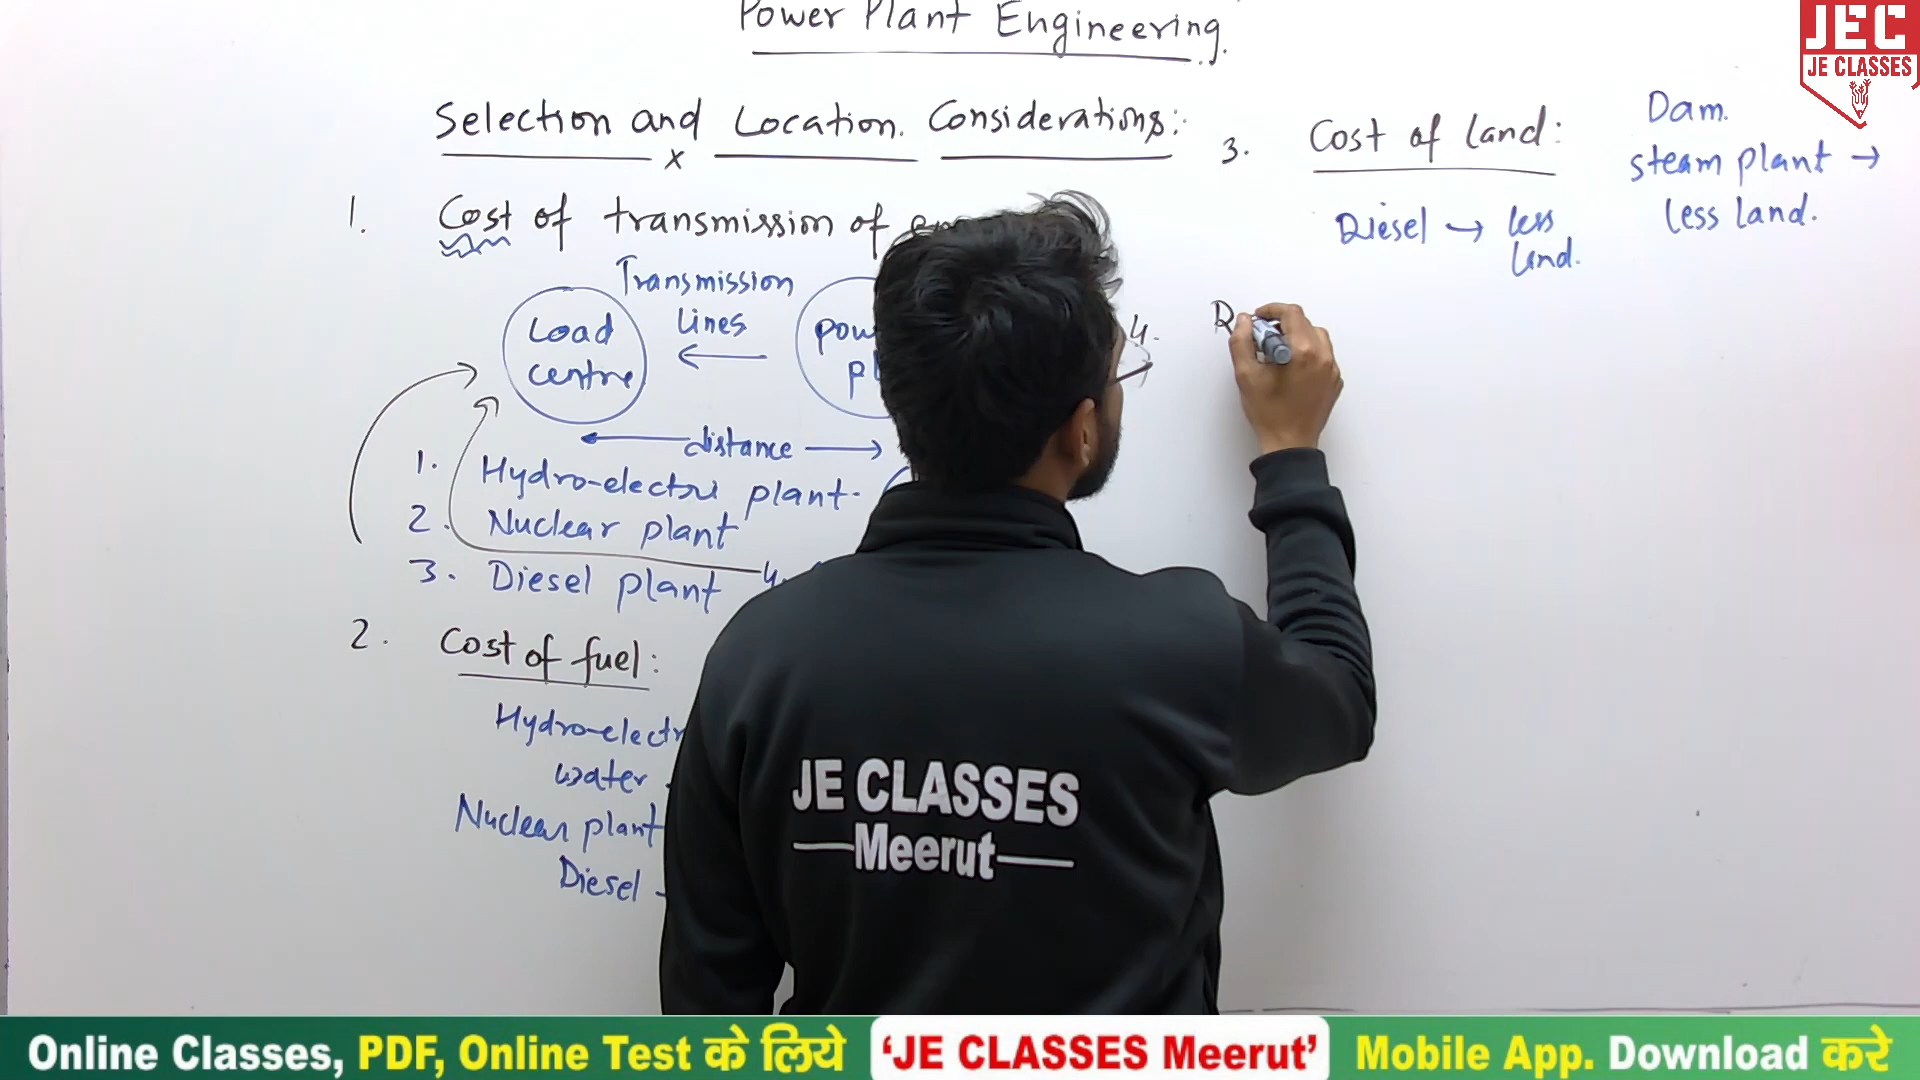 Power Plant Engineering.
Selection and Location Considerations:
x
1. Cost of transmission of
Transmission
Lines
Load
centre
distance
1. Hydro-electric plant.
2. Nuclear plant
3. Diesel plant 4.
2. Cost of fuel:
Hydro-electr
water
Nuclear plant
Diesel
3. Cost of land:
Diesel → less
land.
Dam.
steam plant →
less land.
4.
JEC
JE CLASSES
JE CLASSES
Meerut
Online Classes, PDF, Online Test के लिये 'JE CLASSES Meerut' Mobile App. Download करे